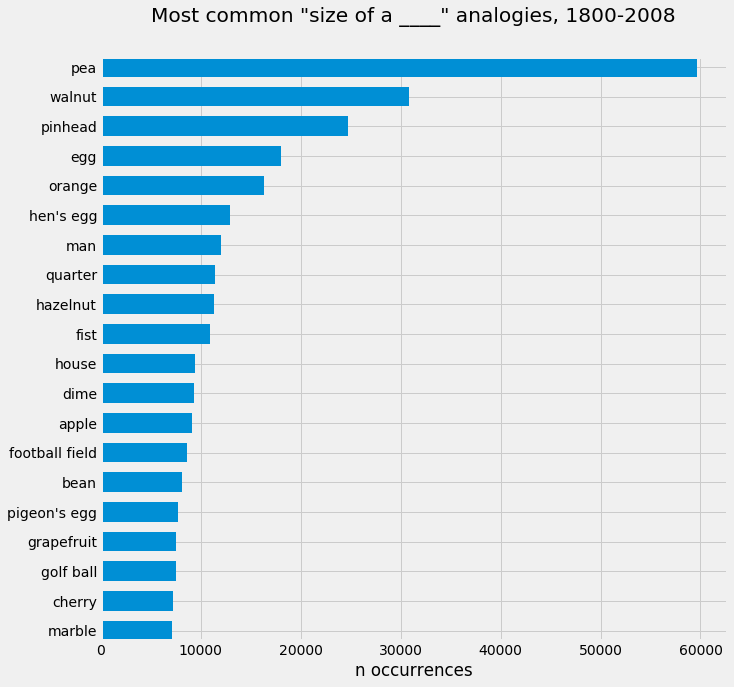 Most common "size of a ____" analogies, 1800-2008
pea
walnut
pinhead
egg
orange
hen's egg
man
quarter
hazelnut
fist
house
dime
apple
football field
bean
pigeon's egg
grapefruit
golf ball
cherry
marble
0 10000 20000 30000 40000 50000 60000
n occurrences